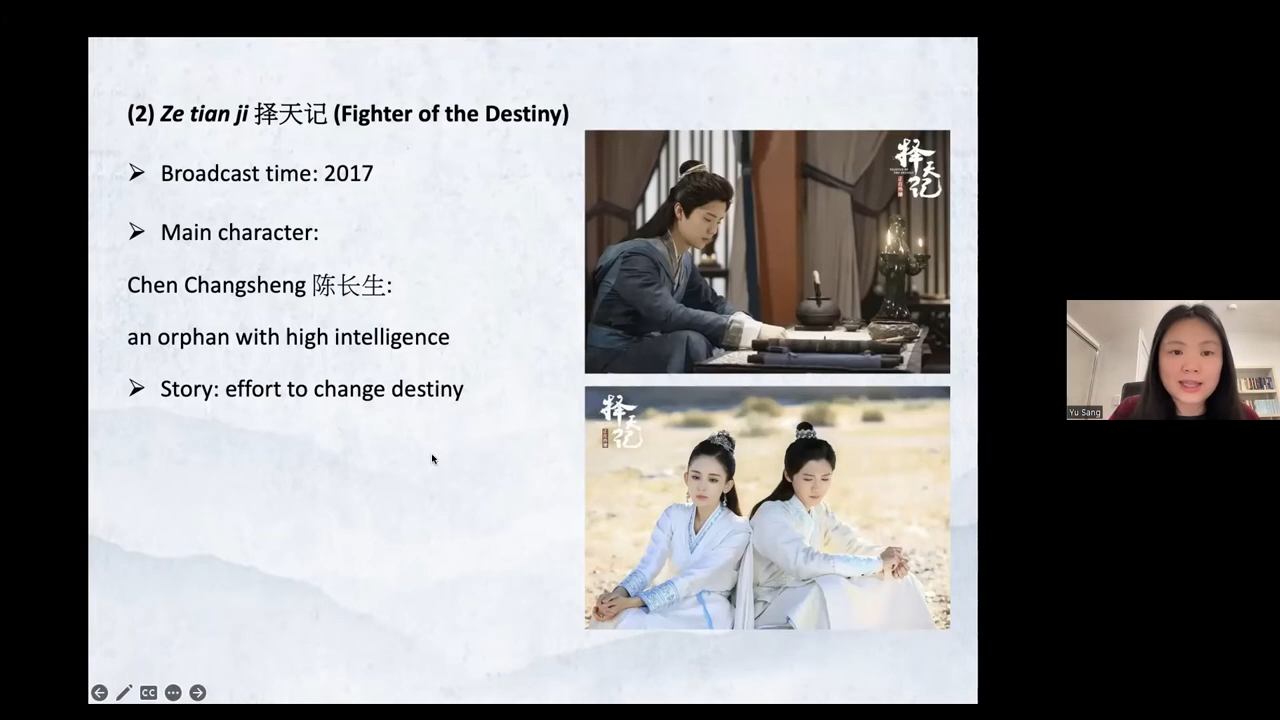 (2) Ze tian ji 择天记 (Fighter of the Destiny)
Broadcast time: 2017
Main character:
Chen Changsheng 陈长生:
an orphan with high intelligence
Story: effort to change destiny
择天记
择天记
Yu Sang
CC